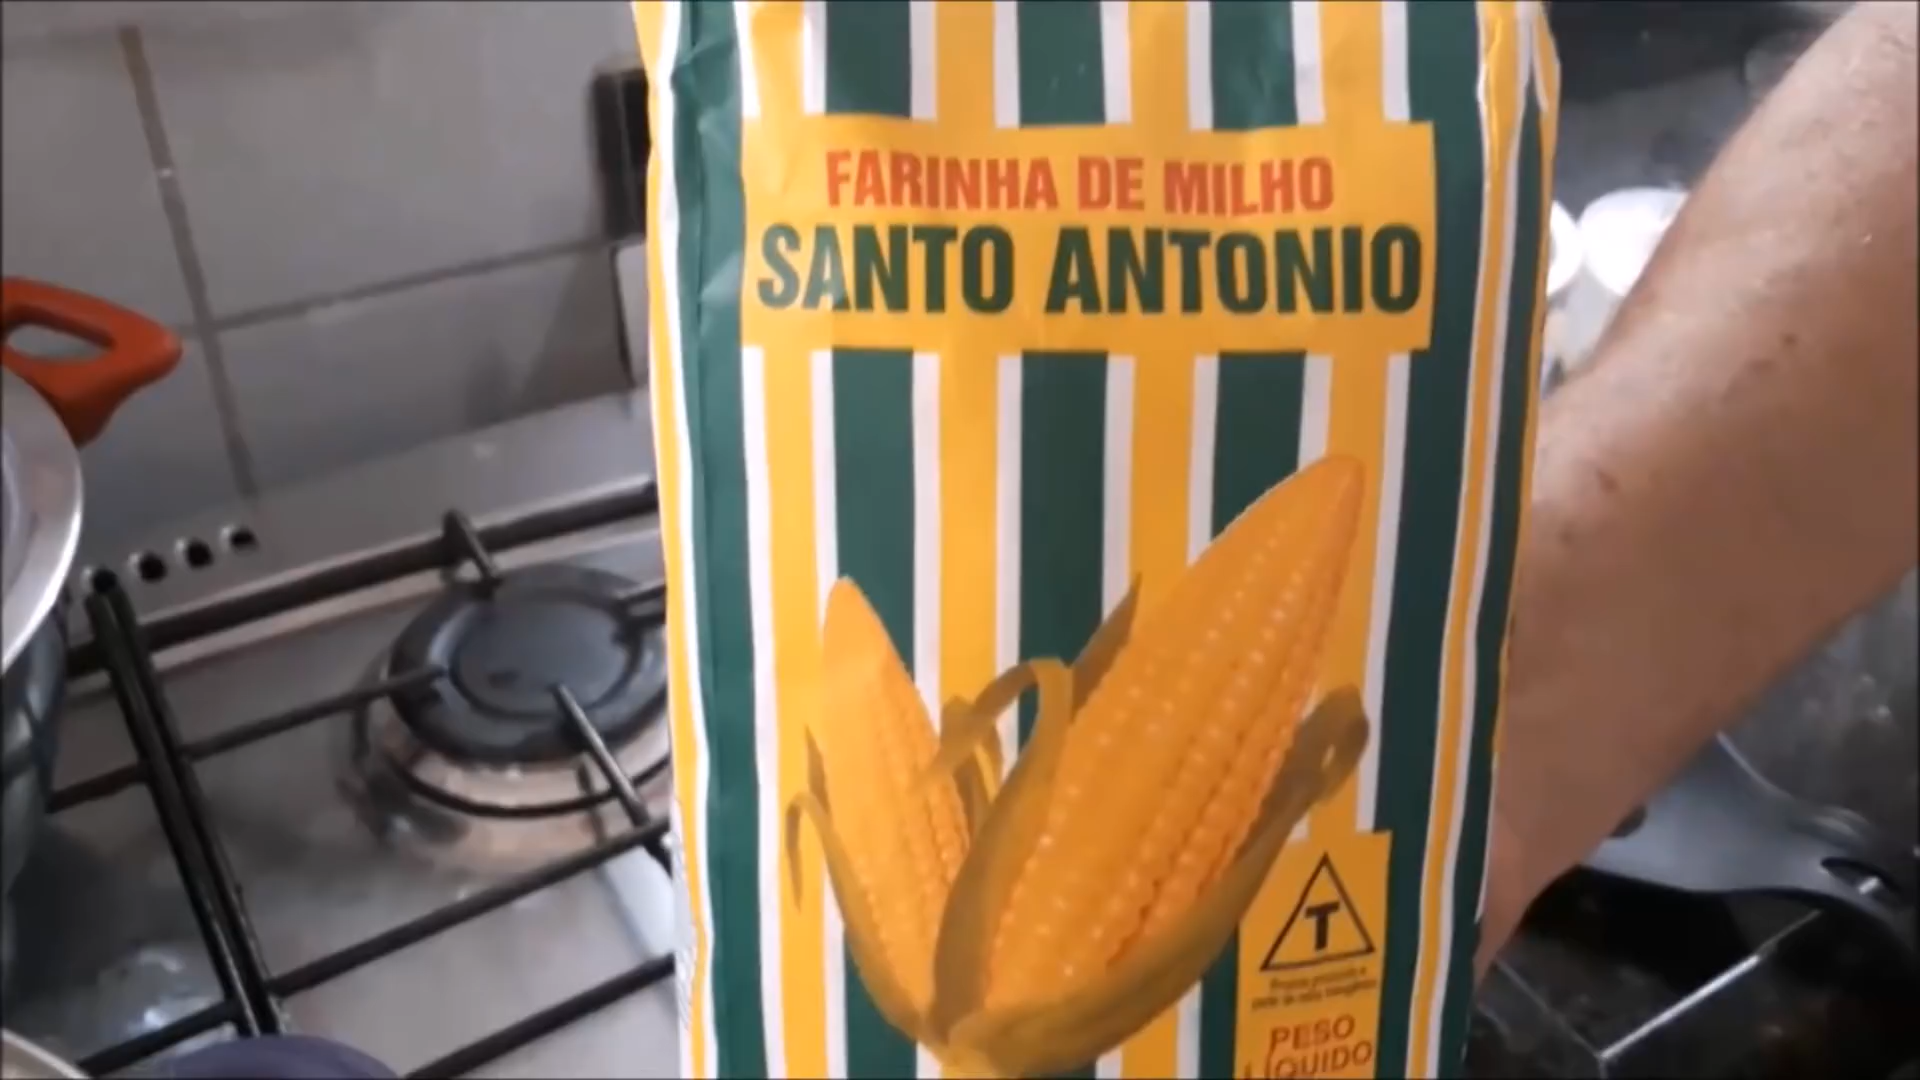 FARINHA DE MILHO
SANTO ANTONIO
T
PESO
LÍQUIDO